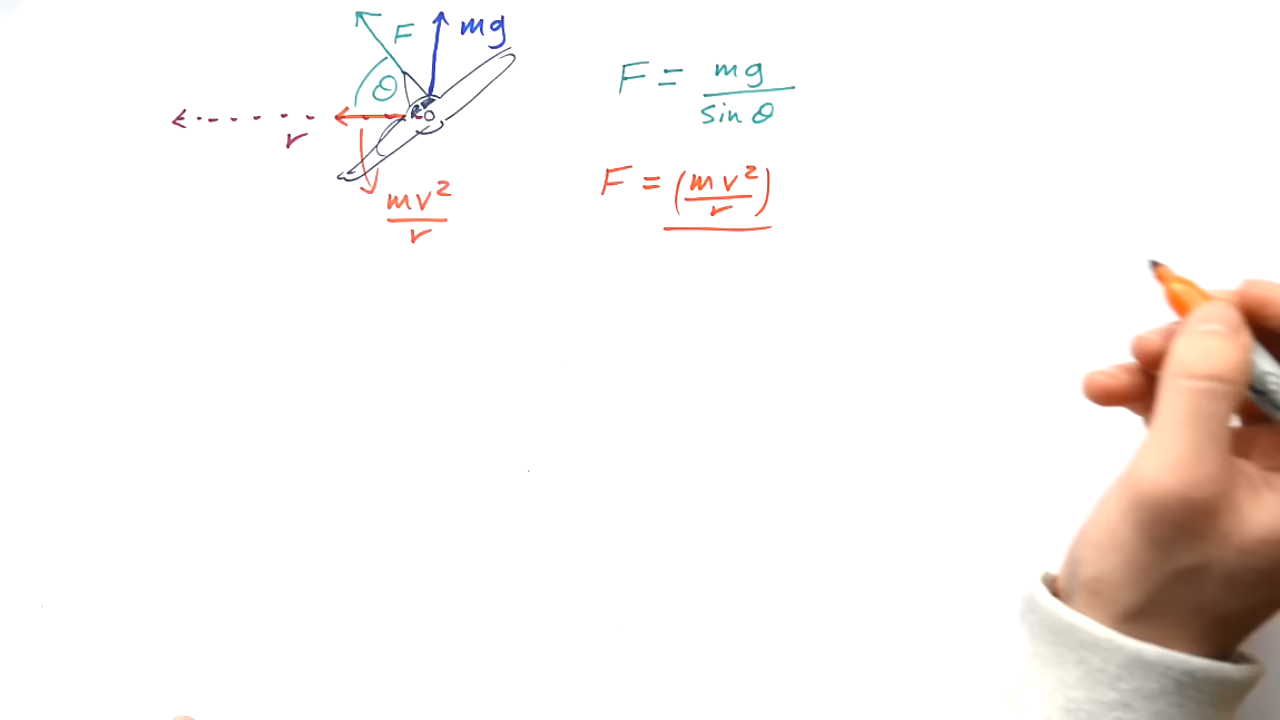 F
mg
θ
r
mv²
r
F = mg
sin θ
F = (mv²
r)